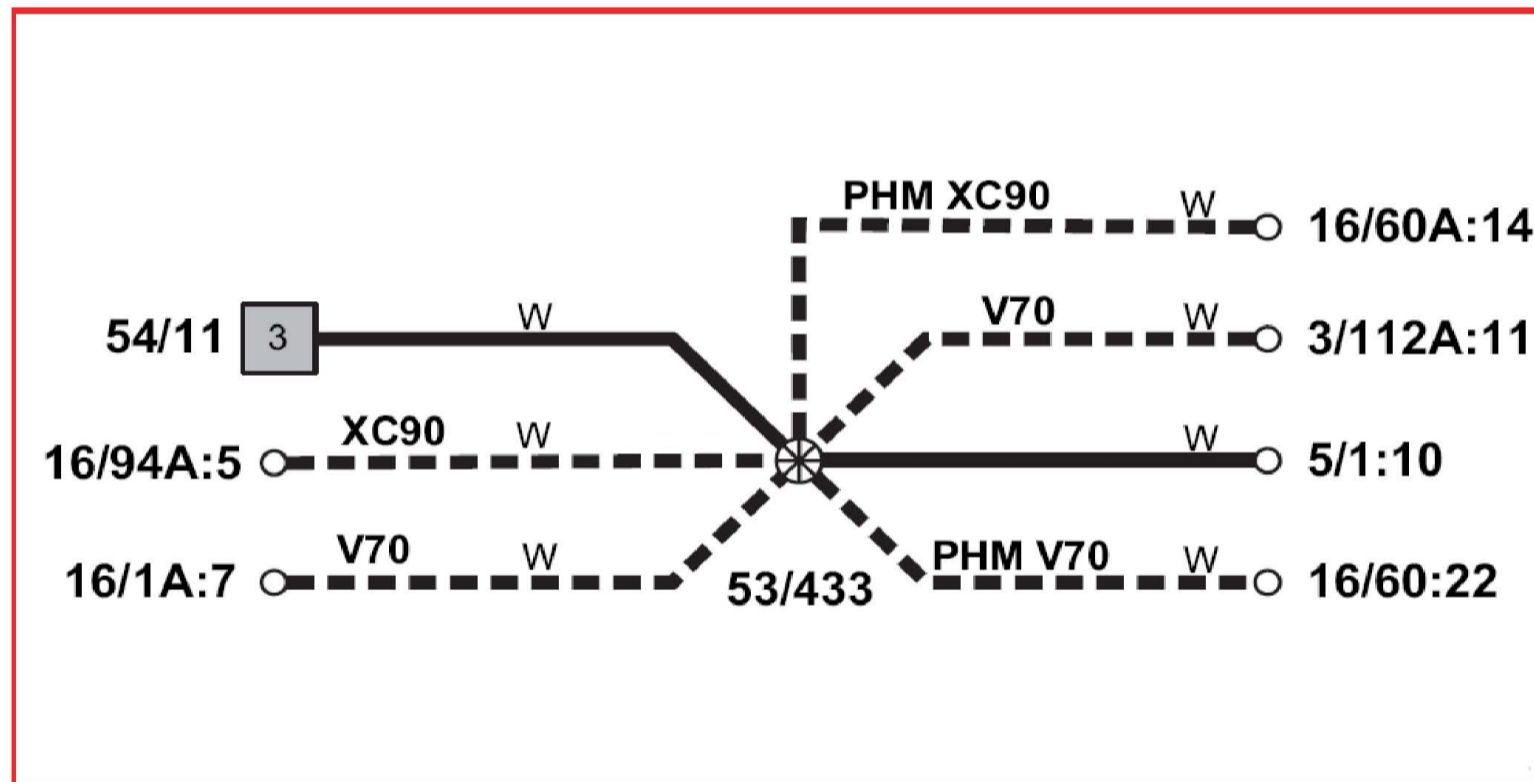 PHM XC90 W 16/60A:14
54/11 3 W V70 W 3/112A:11
16/94A:5 XC90 W W 5/1:10
16/1A:7 V70 W 53/433 PHM V70 W 16/60:22